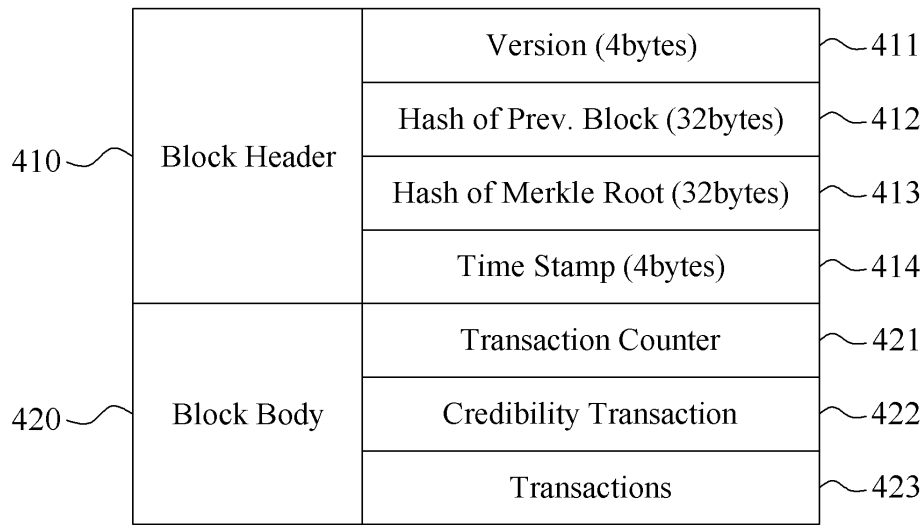 Version (4bytes) 411
Hash of Prev. Block (32bytes) 412
410 Block Header
Hash of Merkle Root (32bytes) 413
Time Stamp (4bytes) 414
Transaction Counter 421
420 Block Body Credibility Transaction 422
Transactions 423